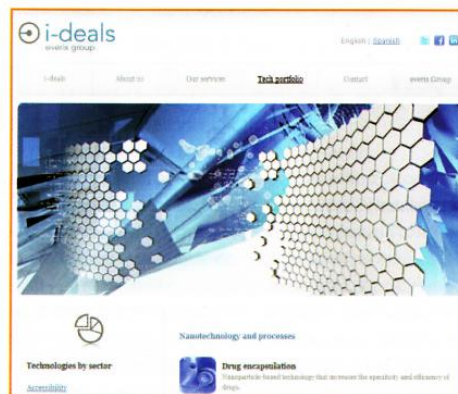 i-deals
everis group
English | Spanish
i-deals About us Our services Tech portfolio Contact everis Group
Technologies by sector
Accessibility
Nanotechnology and processes
Drug encapsulation
Nanoparticle based technology that increases the specificity and efficiency of
drugs.